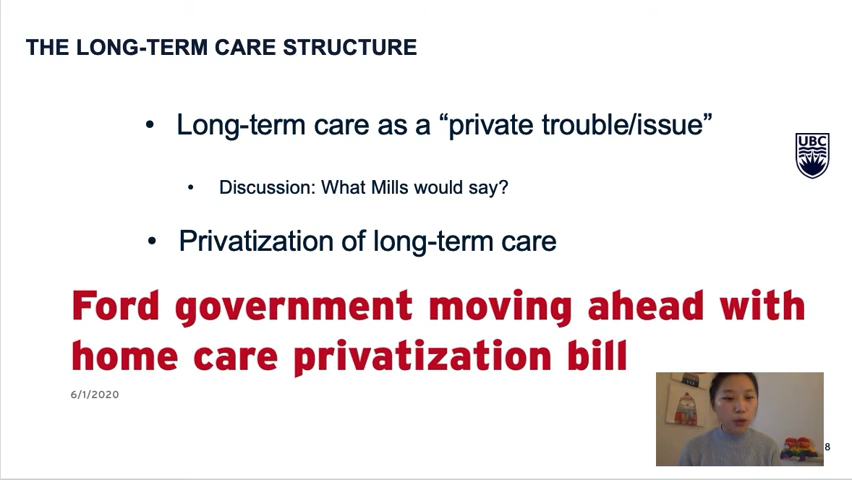 THE LONG-TERM CARE STRUCTURE
• Long-term care as a “private trouble/issue”
UBC
• Discussion: What Mills would say?
• Privatization of long-term care
Ford government moving ahead with
home care privatization bill
6/1/2020
8